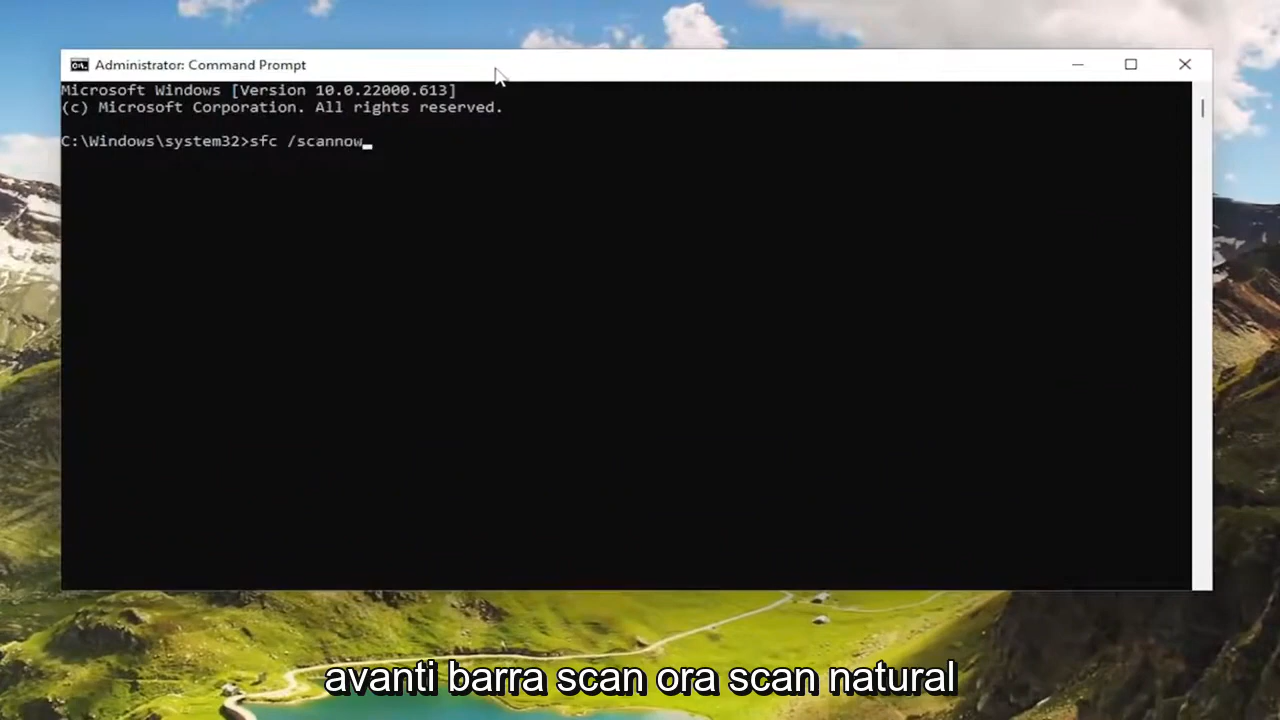 Administrator: Command Prompt
Microsoft Windows [Version 10.0.22000.613]
(c) Microsoft Corporation. All rights reserved.
C:\Windows\system32>sfc /scannow
avanti barra scan ora scan natural